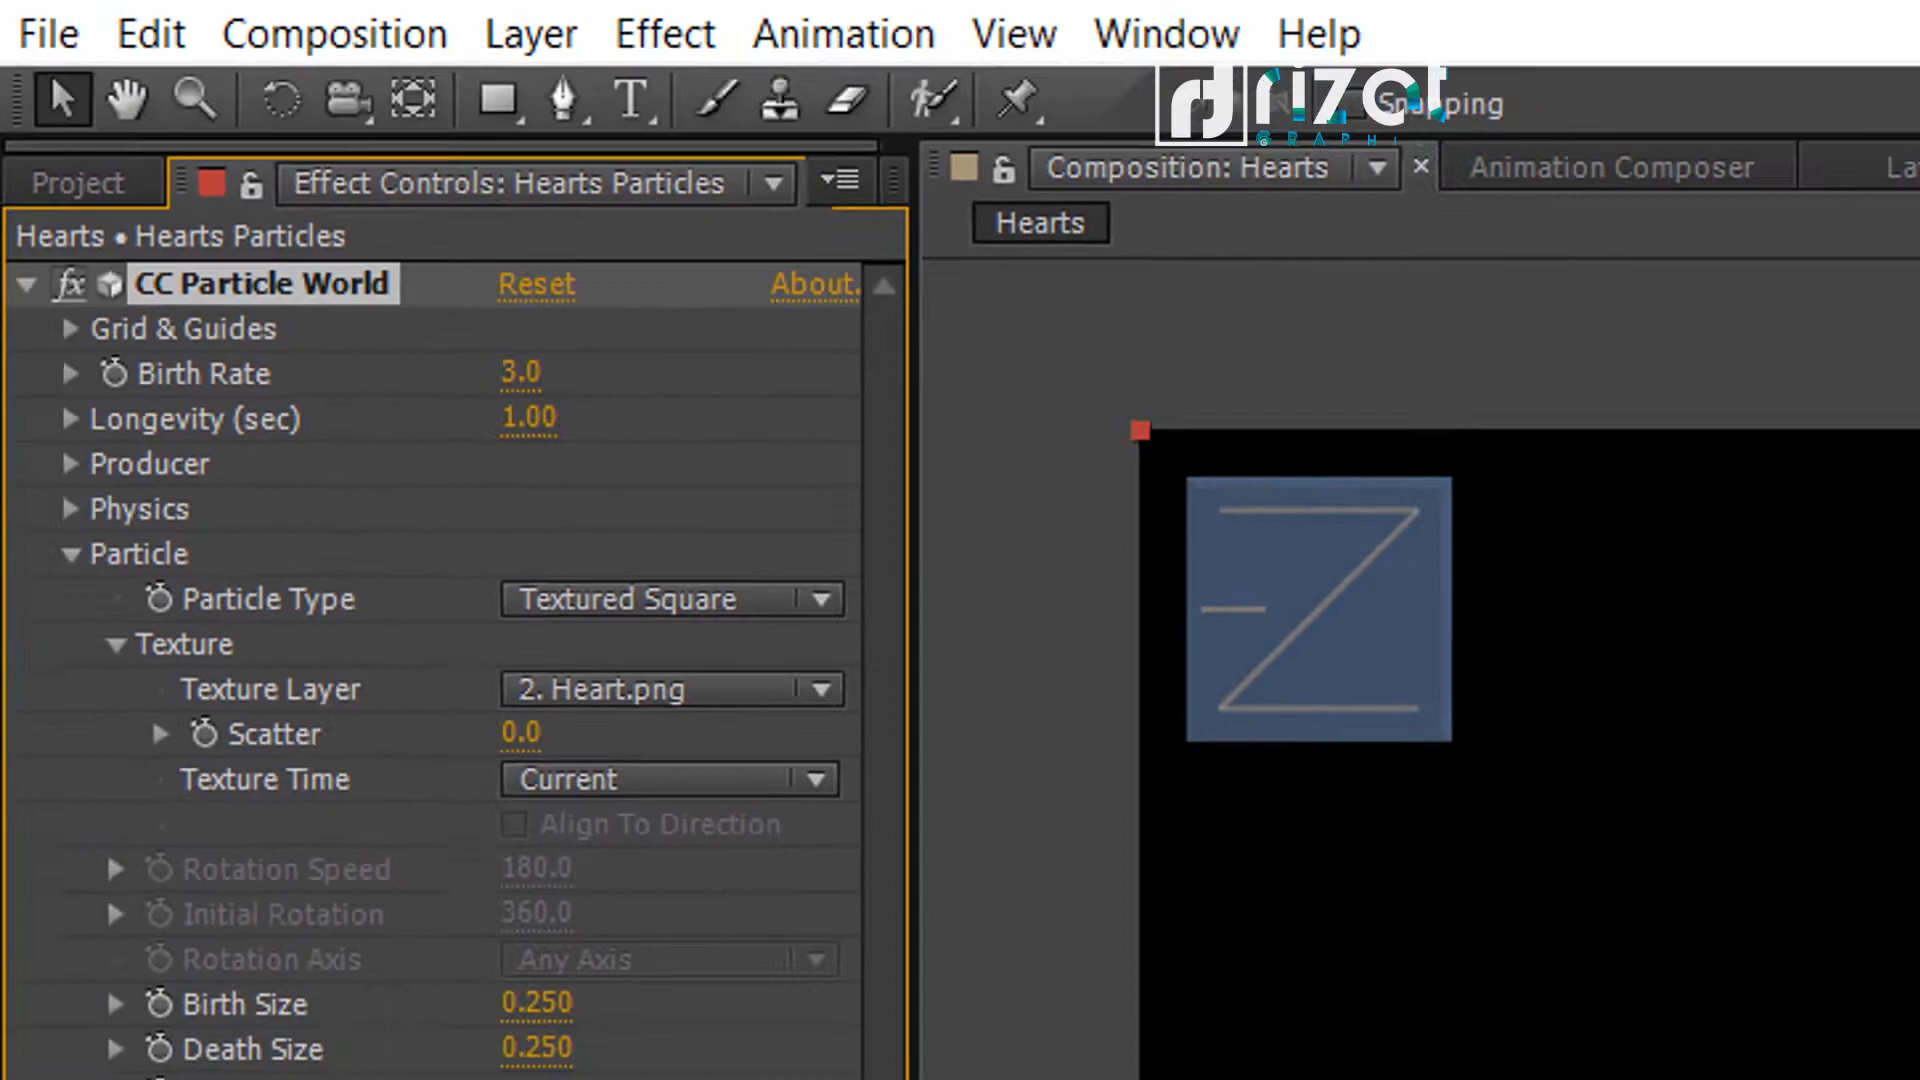 File Edit Composition Layer Effect Animation View Window Help
T
drizat
GRAPHI
Snapping
Project
Effect Controls: Hearts Particles
Composition: Hearts
×
Animation Composer
Hearts
Hearts • Hearts Particles
fx CC Particle World Reset About.
Grid & Guides
Birth Rate 3.0
Longevity (sec) 1.00
Producer
Physics
Particle
Particle Type Textured Square
Texture
Texture Layer 2. Heart.png
Scatter 0.0
Texture Time Current
Align To Direction
Rotation Speed 180.0
Initial Rotation 360.0
Rotation Axis Any Axis
Birth Size 0.250
Death Size 0.250
Z